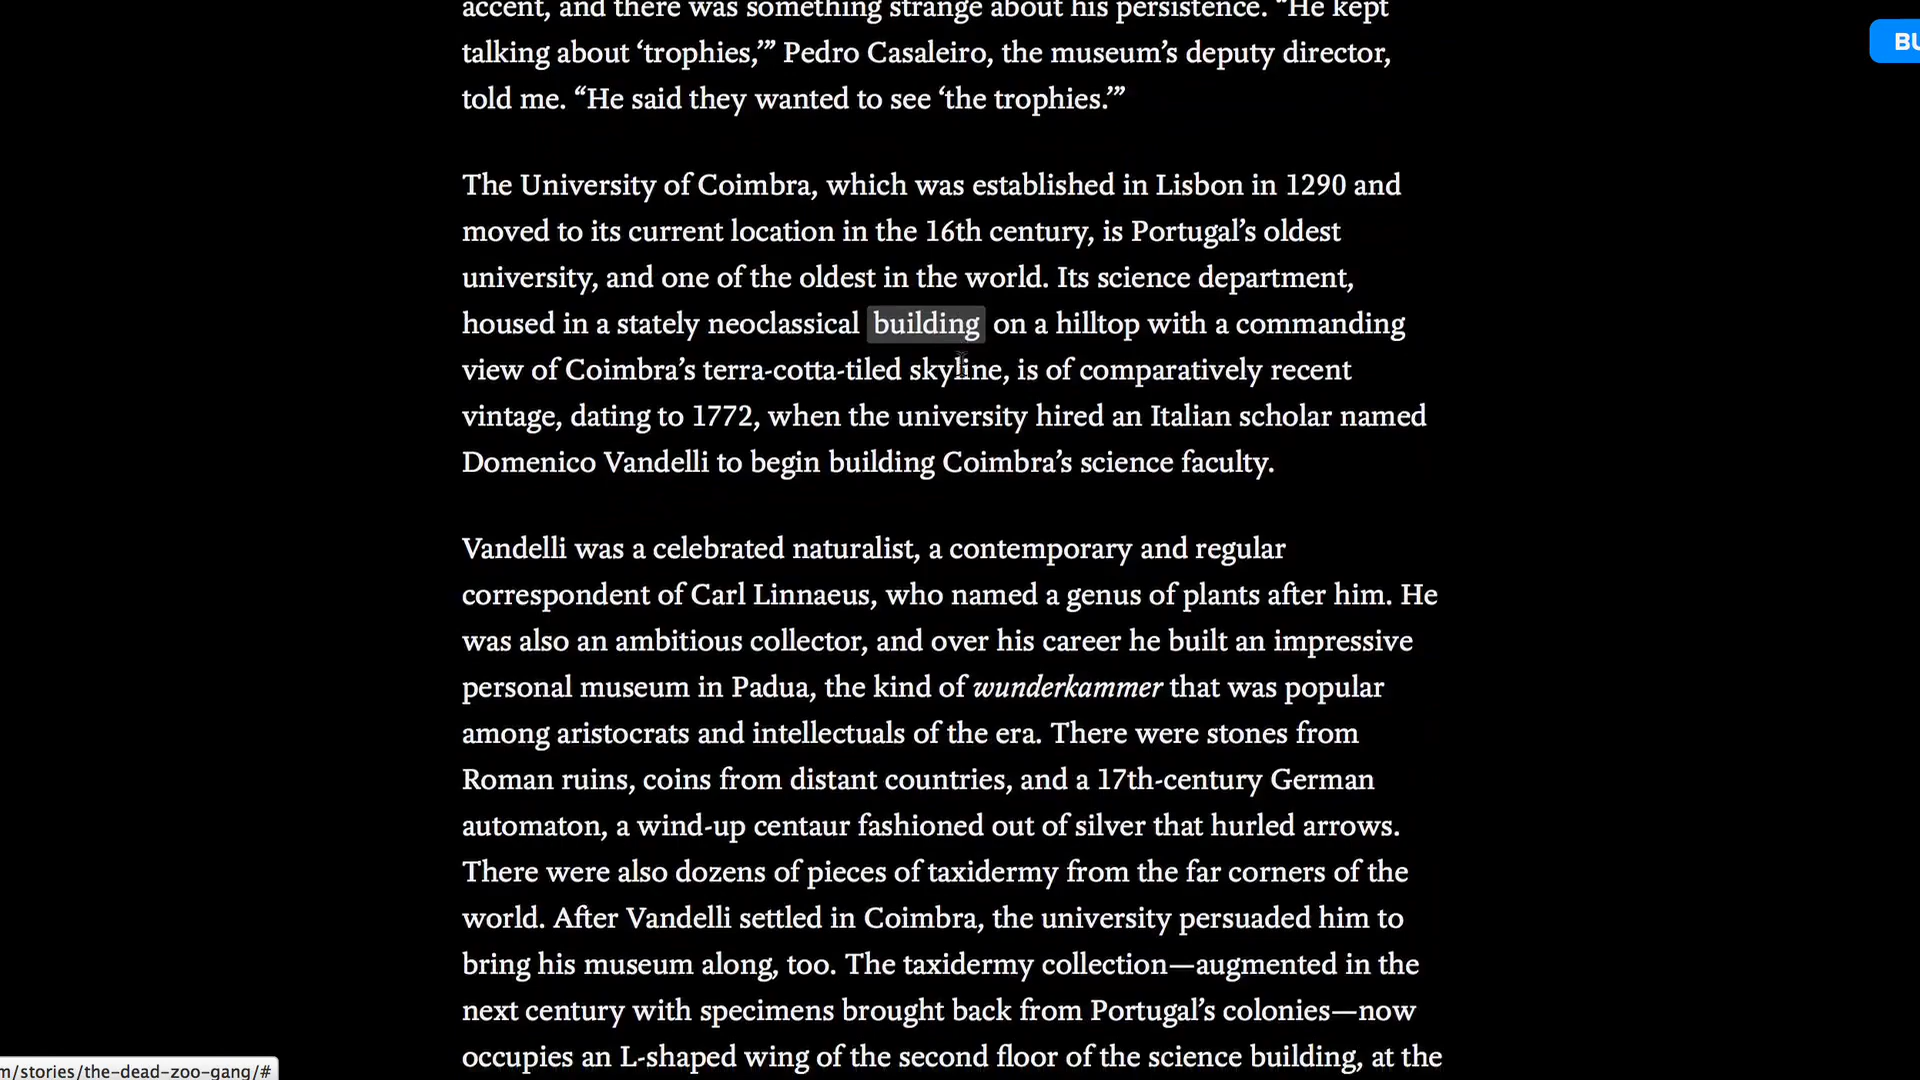 accent, and there was something strange about his persistence. “He kept
talking about ‘trophies,’” Pedro Casaleiro, the museum’s deputy director,
told me. “He said they wanted to see ‘the trophies.’”
The University of Coimbra, which was established in Lisbon in 1290 and
moved to its current location in the 16th century, is Portugal’s oldest
university, and one of the oldest in the world. Its science department,
housed in a stately neoclassical building on a hilltop with a commanding
view of Coimbra’s terra-cotta-tiled skyline, is of comparatively recent
vintage, dating to 1772, when the university hired an Italian scholar named
Domenico Vandelli to begin building Coimbra’s science faculty.
Vandelli was a celebrated naturalist, a contemporary and regular
correspondent of Carl Linnaeus, who named a genus of plants after him. He
was also an ambitious collector, and over his career he built an impressive
personal museum in Padua, the kind of wunderkammer that was popular
among aristocrats and intellectuals of the era. There were stones from
Roman ruins, coins from distant countries, and a 17th-century German
automaton, a wind-up centaur fashioned out of silver that hurled arrows.
There were also dozens of pieces of taxidermy from the far corners of the
world. After Vandelli settled in Coimbra, the university persuaded him to
bring his museum along, too. The taxidermy collection—augmented in the
next century with specimens brought back from Portugal’s colonies—now
occupies an L-shaped wing of the second floor of the science building, at the
BU
m/stories/the-dead-zoo-gang/#